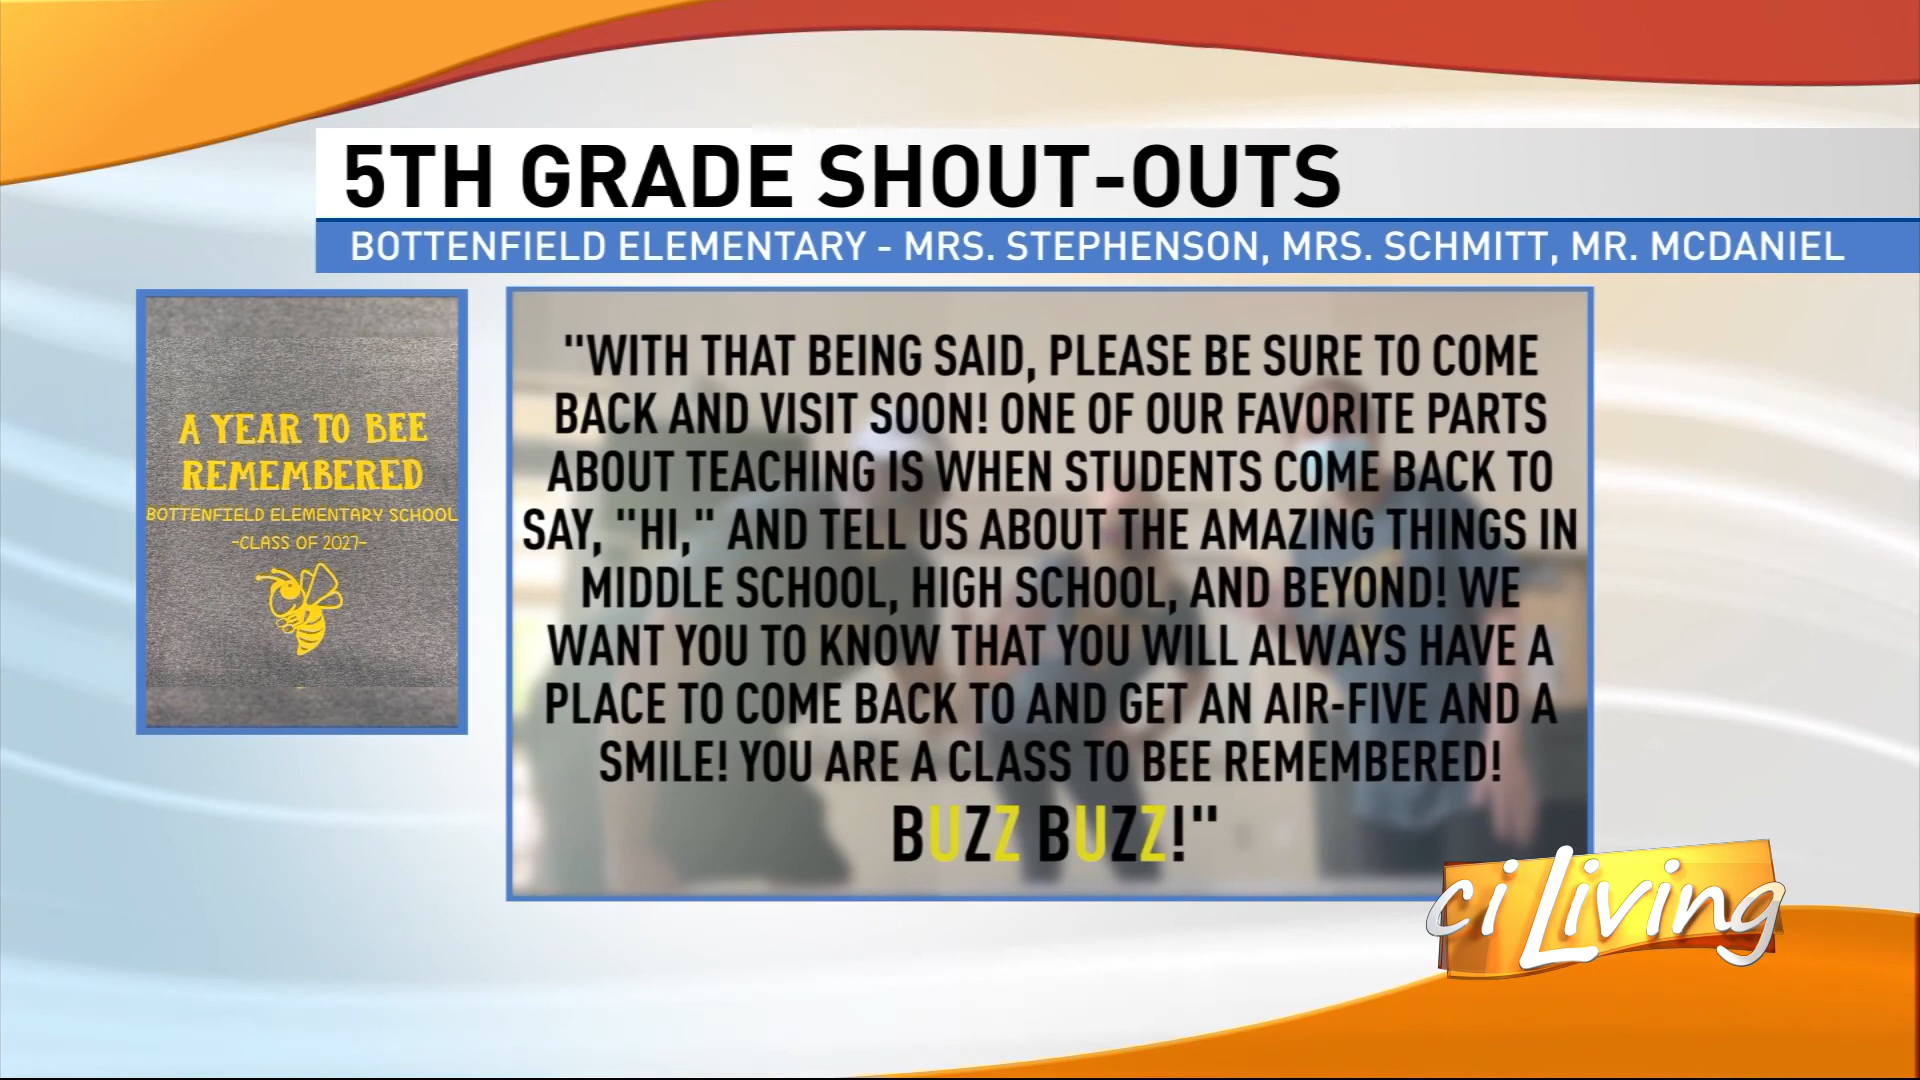 5TH GRADE SHOUT-OUTS
BOTTENFIELD ELEMENTARY - MRS. STEPHENSON, MRS. SCHMITT, MR. MCDANIEL
A YEAR TO BEE
REMEMBERED
BOTTENFIELD ELEMENTARY SCHOOL
-CLASS OF 2027-
"WITH THAT BEING SAID, PLEASE BE SURE TO COME
BACK AND VISIT SOON! ONE OF OUR FAVORITE PARTS
ABOUT TEACHING IS WHEN STUDENTS COME BACK TO
SAY, "HI," AND TELL US ABOUT THE AMAZING THINGS IN
MIDDLE SCHOOL, HIGH SCHOOL, AND BEYOND! WE
WANT YOU TO KNOW THAT YOU WILL ALWAYS HAVE A
PLACE TO COME BACK TO AND GET AN AIR-FIVE AND A
SMILE! YOU ARE A CLASS TO BEE REMEMBERED!
BUZZ BUZZ!"
ciLiving